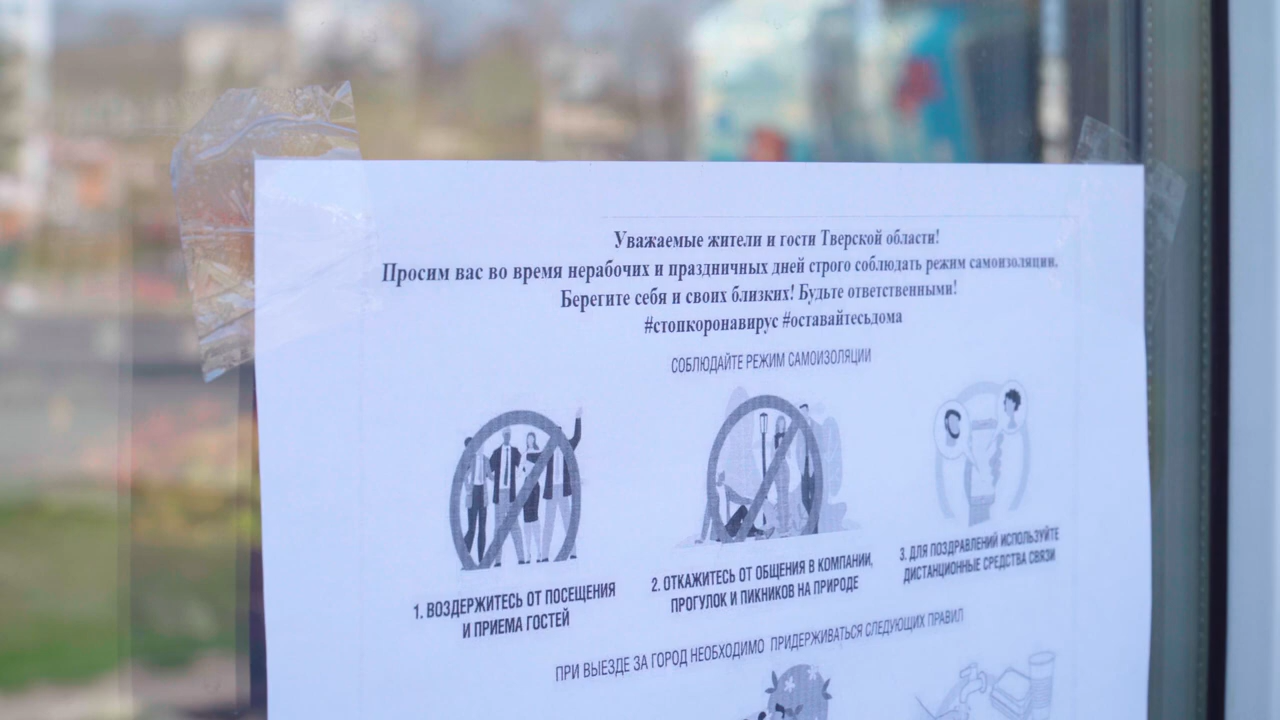 Уважаемые жители и гости Тверской области!
Просим вас во время нерабочих и праздничных дней строго соблюдать режим самоизоляции.
Берегите себя и своих близких! Будьте ответственными!
#стопкоронавирус #оставайтесьдома
СОБЛЮДАЙТЕ РЕЖИМ САМОИЗОЛЯЦИИ
1. ВОЗДЕРЖИТЕСЬ ОТ ПОСЕЩЕНИЯ
И ПРИЕМА ГОСТЕЙ
2. ОТКАЖИТЕСЬ ОТ ОБЩЕНИЯ В КОМПАНИИ,
ПРОГУЛОК И ПИКНИКОВ НА ПРИРОДЕ
3. ДЛЯ ПОЗДРАВЛЕНИЙ ИСПОЛЬЗУЙТЕ
ДИСТАНЦИОННЫЕ СРЕДСТВА СВЯЗИ
ПРИ ВЫЕЗДЕ ЗА ГОРОД НЕОБХОДИМО ПРИДЕРЖИВАТЬСЯ СЛЕДУЮЩИХ ПРАВИЛ